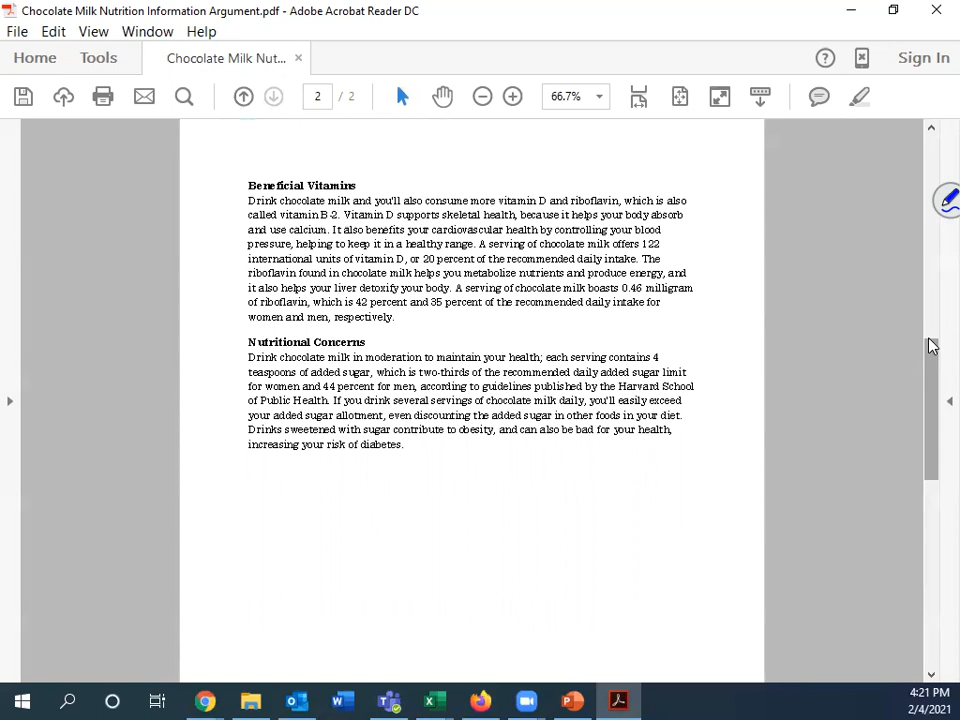 Chocolate Milk Nutrition Information Argument.pdf - Adobe Acrobat Reader DC
File Edit View Window Help
Home Tools Chocolate Milk Nut... × Sign In
2 / 2 66.7%
Beneficial Vitamins
Drink chocolate milk and you'll also consume more vitamin D and riboflavin, which is also
called vitamin B-2. Vitamin D supports skeletal health, because it helps your body absorb
and use calcium. It also benefits your cardiovascular health by controlling your blood
pressure, helping to keep it in a healthy range. A serving of chocolate milk offers 122
international units of vitamin D, or 20 percent of the recommended daily intake. The
riboflavin found in chocolate milk helps you metabolize nutrients and produce energy, and
it also helps your liver detoxify your body. A serving of chocolate milk boasts 0.46 milligram
of riboflavin, which is 42 percent and 35 percent of the recommended daily intake for
women and men, respectively.
Nutritional Concerns
Drink chocolate milk in moderation to maintain your health; each serving contains 4
teaspoons of added sugar, which is two-thirds of the recommended daily added sugar limit
for women and 44 percent for men, according to guidelines published by the Harvard School
of Public Health. If you drink several servings of chocolate milk daily, you'll easily exceed
your added sugar allotment, even discounting the added sugar in other foods in your diet.
Drinks sweetened with sugar contribute to obesity, and can also be bad for your health,
increasing your risk of diabetes.
4:21 PM
2/4/2021